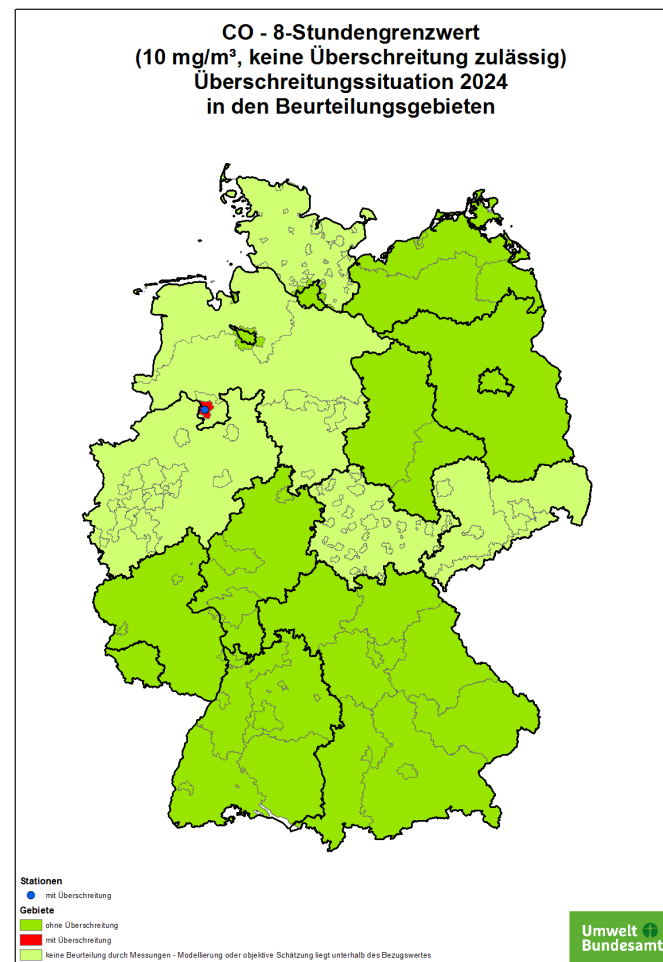 CO - 8-Stundengrenzwert
(10 mg/m³, keine Überschreitung zulässig)
Überschreitungssituation 2024
in den Beurteilungsgebieten
Stationen
mit Überschreitung
Gebiete
ohne Überschreitung
mit Überschreitung
keine Beurteilung durch Messungen - Modellierung oder objektive Schätzung liegt unterhalb des Bezugswertes
Umwelt
Bundesamt